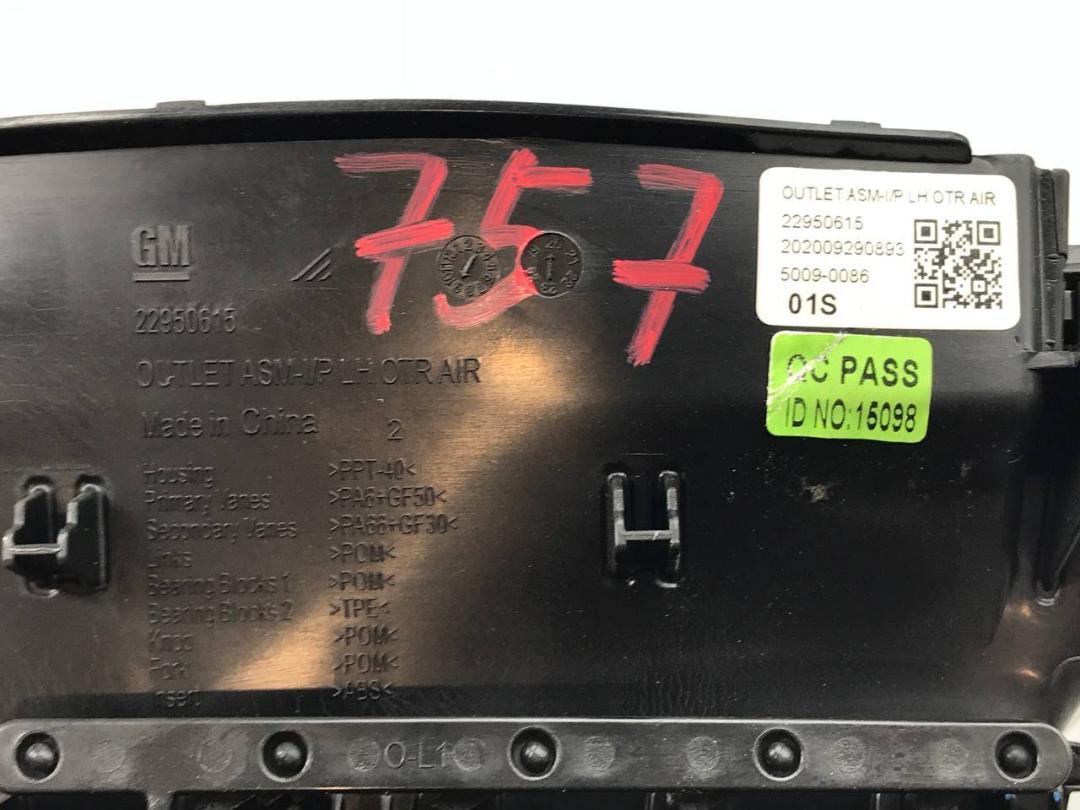 757
GM
22950615
OUTLET ASM-I/P LH OTR AIR
Made in China 2
Housing >PPT-40<
Primary Vanes >PA6+GF50<
Secondary Vanes >PA66+GF30<
Links >POM<
Bearing Blocks 1 >POM<
Bearing Blocks 2 >TPE<
Knob >POM<
Fork >POM<
Insert >ABS<
O-L1
OUTLET ASM-I/P LH OTR AIR
22950615
202009290893
5009-0086
01S
QC PASS
ID NO:15098